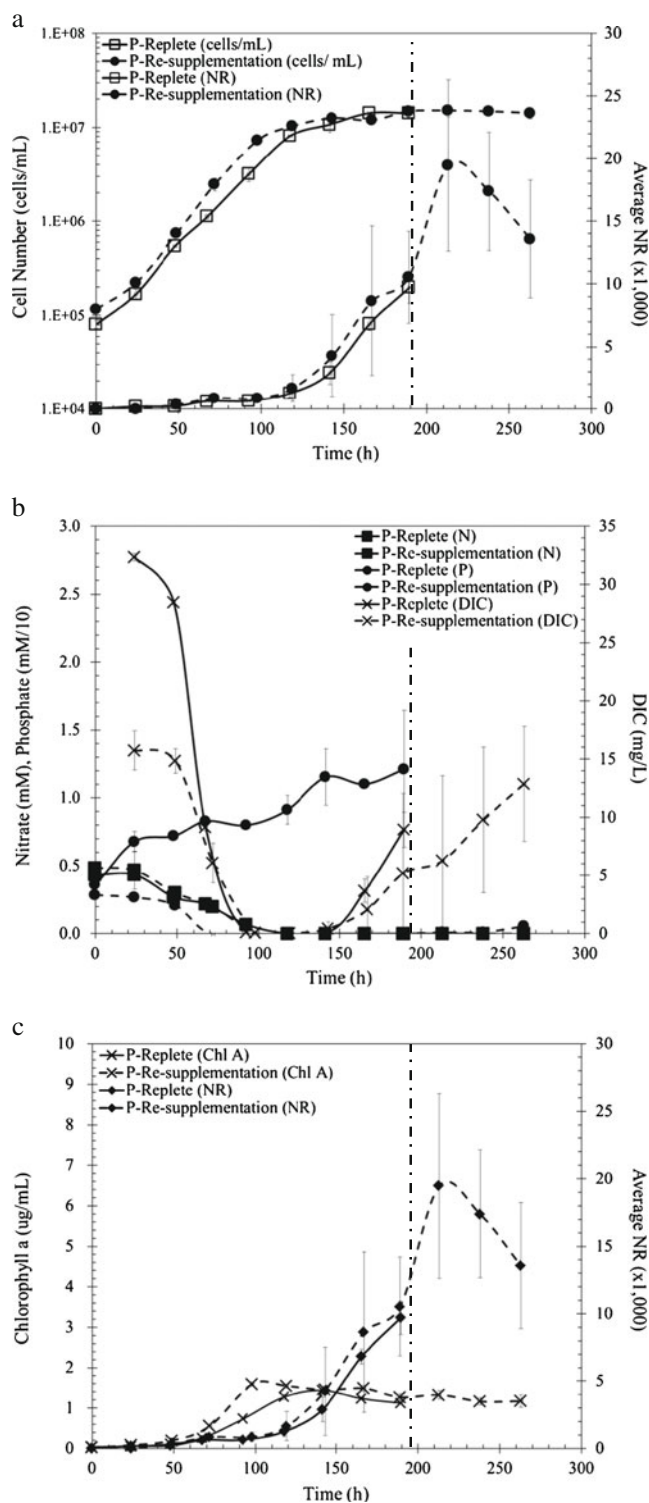 a
P-Replete (cells/mL)
P-Re-supplementation (cells/ mL)
P-Replete (NR)
P-Re-supplementation (NR)
1.E+08
1.E+07
1.E+06
1.E+05
1.E+04
Cell Number (cells/mL)
30
25
20
15
10
5
0
Average NR (x1,000)
0 50 100 150 200 250 300
Time (h)
b
P-Replete (N)
P-Re-supplementation (N)
P-Replete (P)
P-Re-supplementation (P)
P-Replete (DIC)
P-Re-supplementation (DIC)
3.0
2.5
2.0
1.5
1.0
0.5
0.0
Nitrate (mM), Phosphate (mM/10)
35
30
25
20
15
10
5
0
DIC (mg/L)
0 50 100 150 200 250 300
Time (h)
c
P-Replete (Chl A)
P-Re-supplementation (Chl A)
P-Replete (NR)
P-Re-supplementation (NR)
10
9
8
7
6
5
4
3
2
1
0
Chlorophyll a (ug/mL)
30
25
20
15
10
5
0
Average NR (x1,000)
0 50 100 150 200 250 300
Time (h)